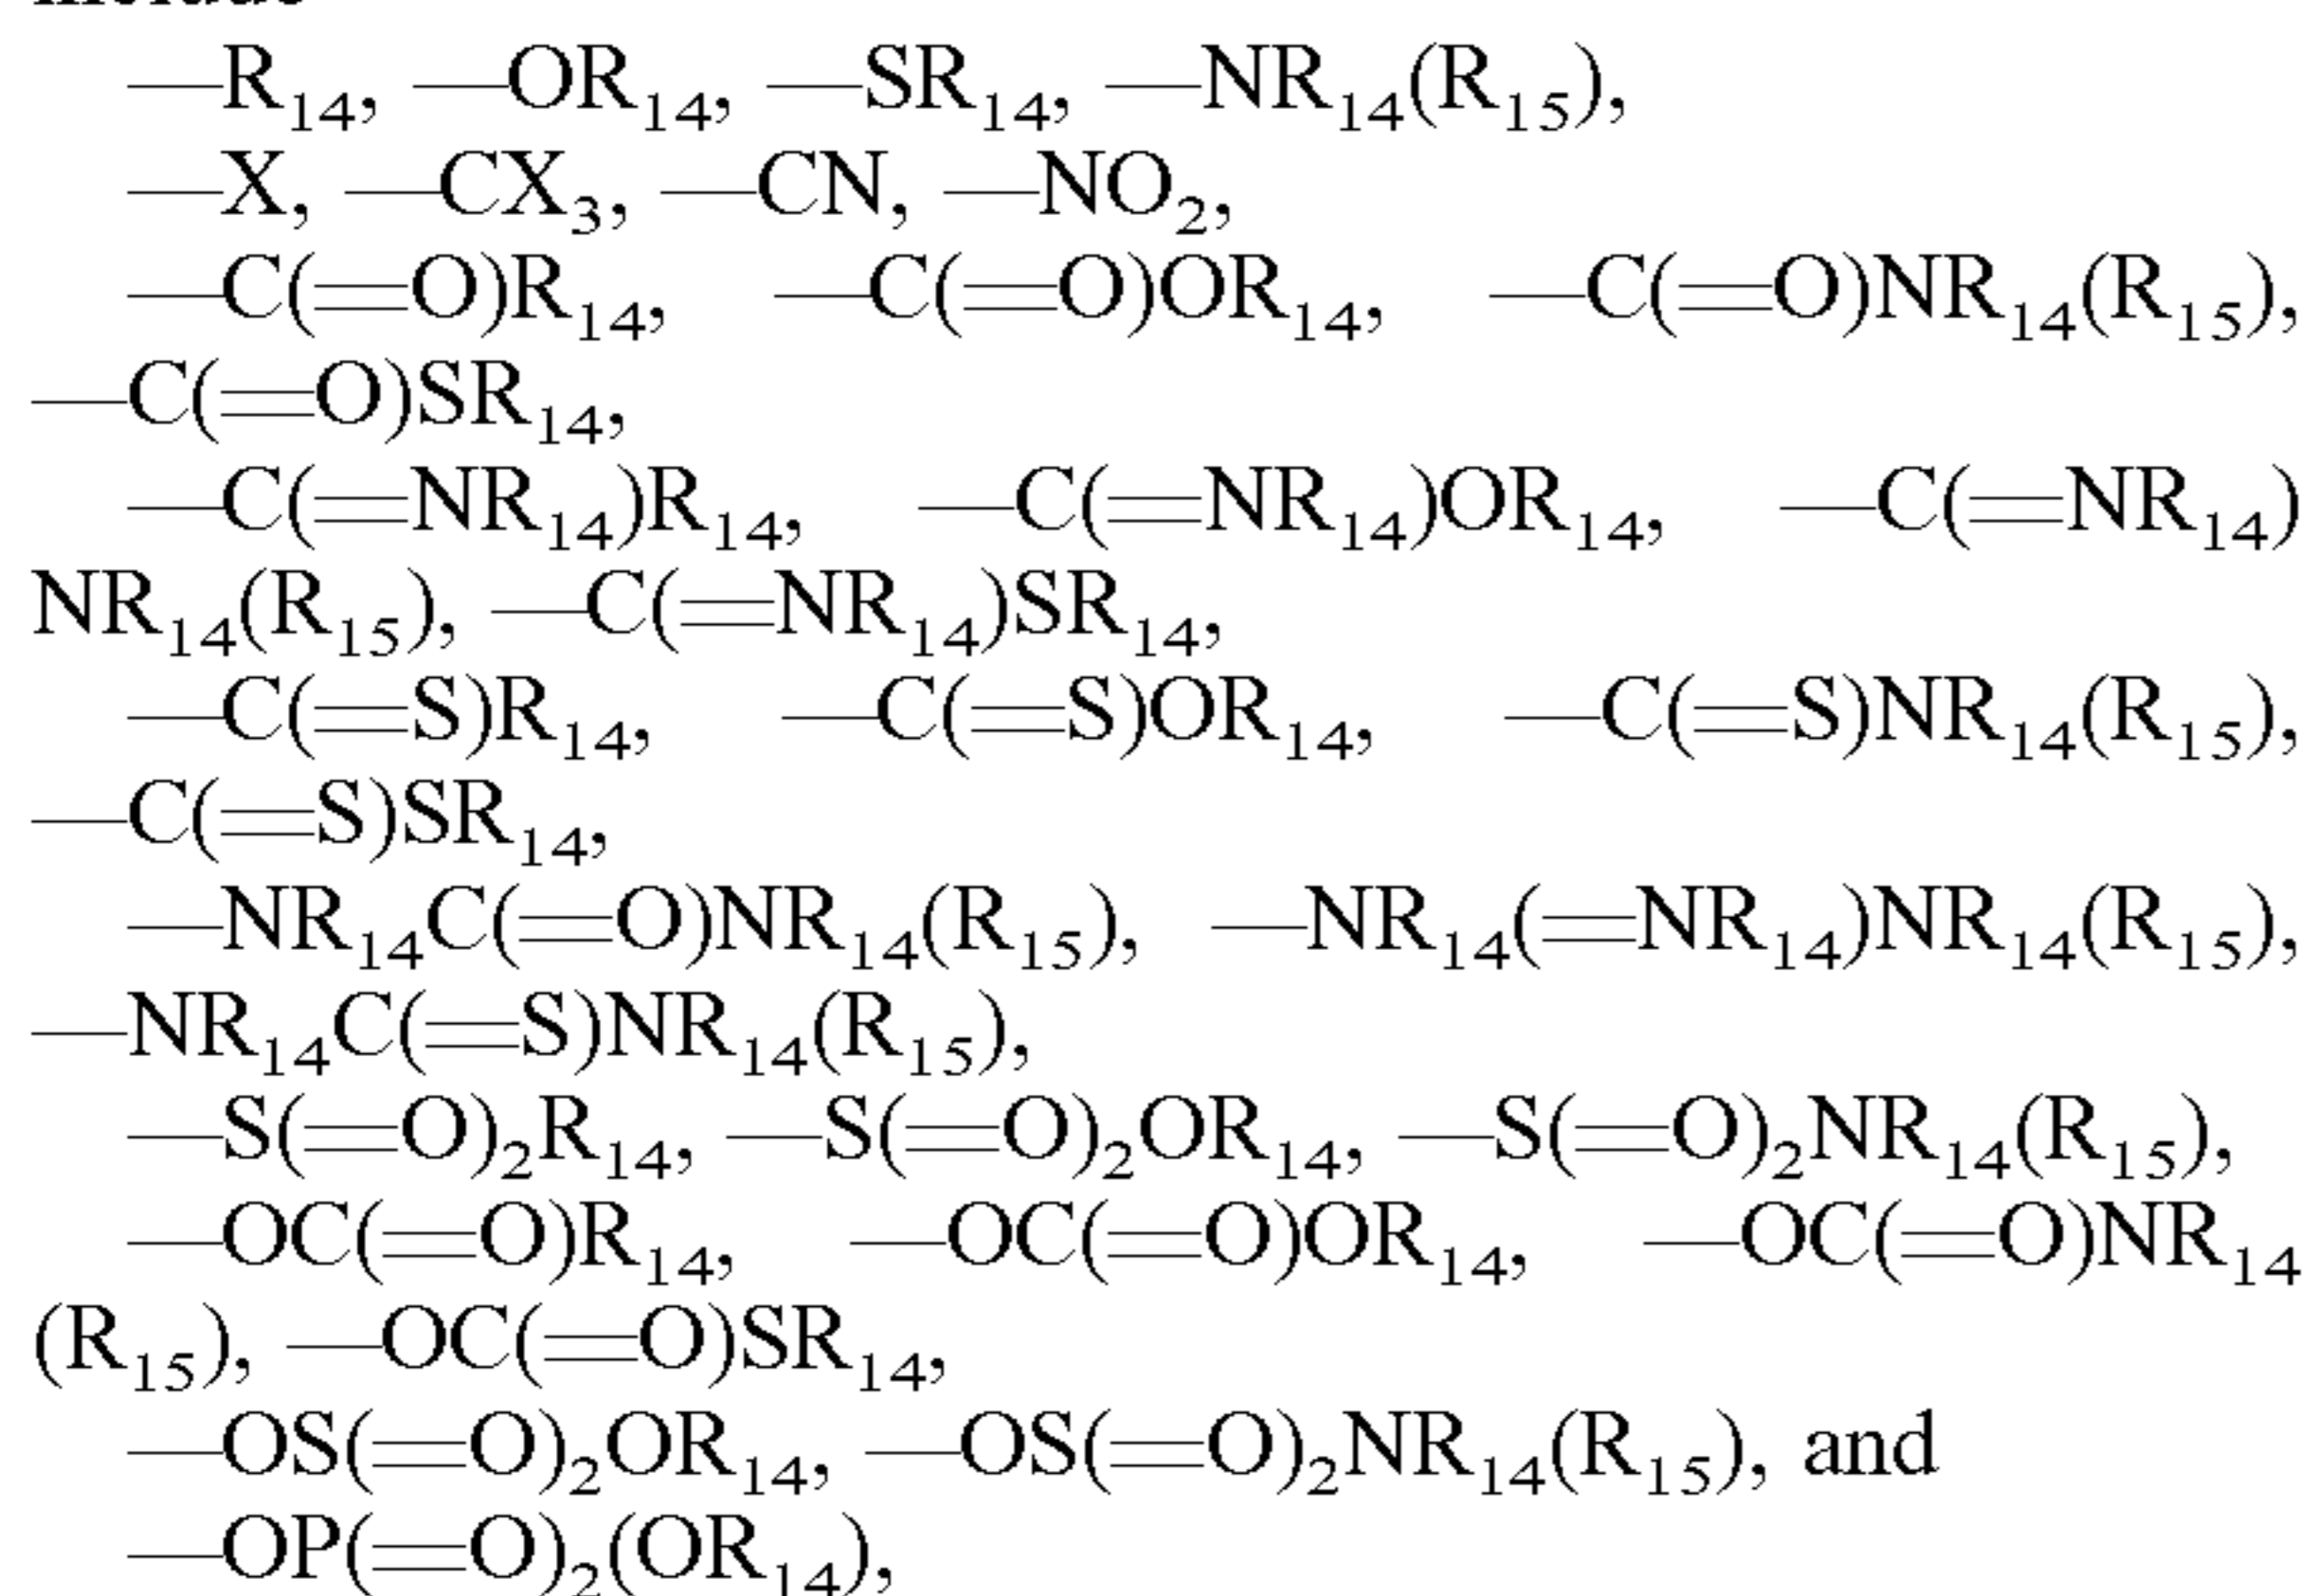 —R₁₄, —OR₁₄, —SR₁₄, —NR₁₄(R₁₅),
—X, —CX₃, —CN, —NO₂,
—C(=O)R₁₄, —C(=O)OR₁₄, —C(=O)NR₁₄(R₁₅),
—C(=O)SR₁₄,
—C(=NR₁₄)R₁₄, —C(=NR₁₄)OR₁₄, —C(=NR₁₄)
NR₁₄(R₁₅), —C(=NR₁₄)SR₁₄,
—C(=S)R₁₄, —C(=S)OR₁₄, —C(=S)NR₁₄(R₁₅),
—C(=S)SR₁₄,
—NR₁₄C(=O)NR₁₄(R₁₅), —NR₁₄(=NR₁₄)NR₁₄(R₁₅),
—NR₁₄C(=S)NR₁₄(R₁₅),
—S(=O)₂R₁₄, —S(=O)₂OR₁₄, —S(=O)₂NR₁₄(R₁₅),
—OC(=O)R₁₄, —OC(=O)OR₁₄, —OC(=O)NR₁₄
(R₁₅), —OC(=O)SR₁₄,
—OS(=O)₂OR₁₄, —OS(=O)₂NR₁₄(R₁₅), and
—OP(=O)₂(OR₁₄),